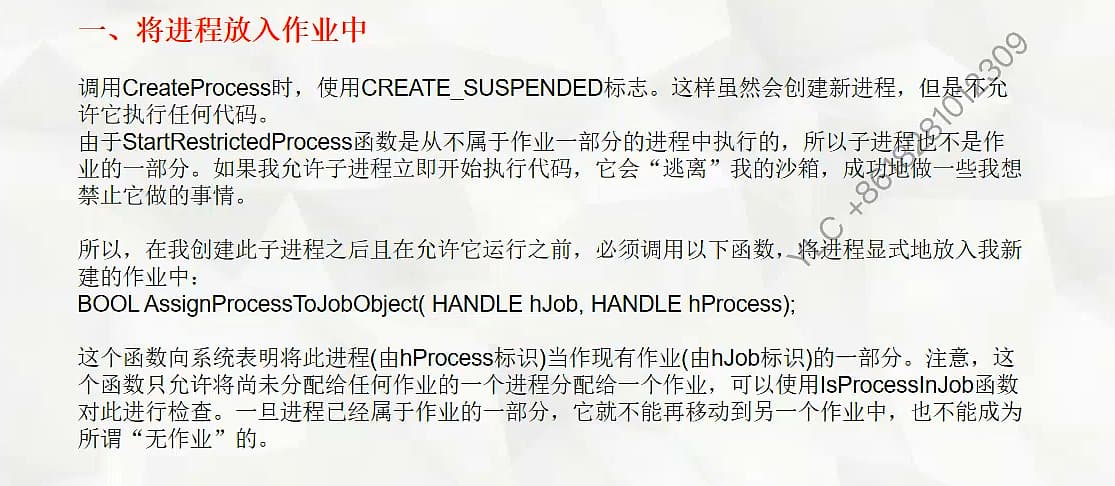 一、将进程放入作业中
调用CreateProcess时，使用CREATE_SUSPENDED标志。这样虽然会创建新进程，但是不允
许它执行任何代码。
由于StartRestrictedProcess函数是从不属于作业一部分的进程中执行的，所以子进程也不是作
业的一部分。如果我允许子进程立即开始执行代码，它会“逃离”我的沙箱，成功地做一些我想
禁止它做的事情。
所以，在我创建此子进程之后且在允许它运行之前，必须调用以下函数，将进程显式地放入我新
建的作业中：
BOOL AssignProcessToJobObject( HANDLE hJob, HANDLE hProcess);
这个函数向系统表明将此进程(由hProcess标识)当作现有作业(由hJob标识)的一部分。注意，这
个函数只允许将尚未分配给任何作业的一个进程分配给一个作业，可以使用IsProcessInJob函数
对此进行检查。一旦进程已经属于作业的一部分，它就不能再移动到另一个作业中，也不能成为
所谓“无作业”的。